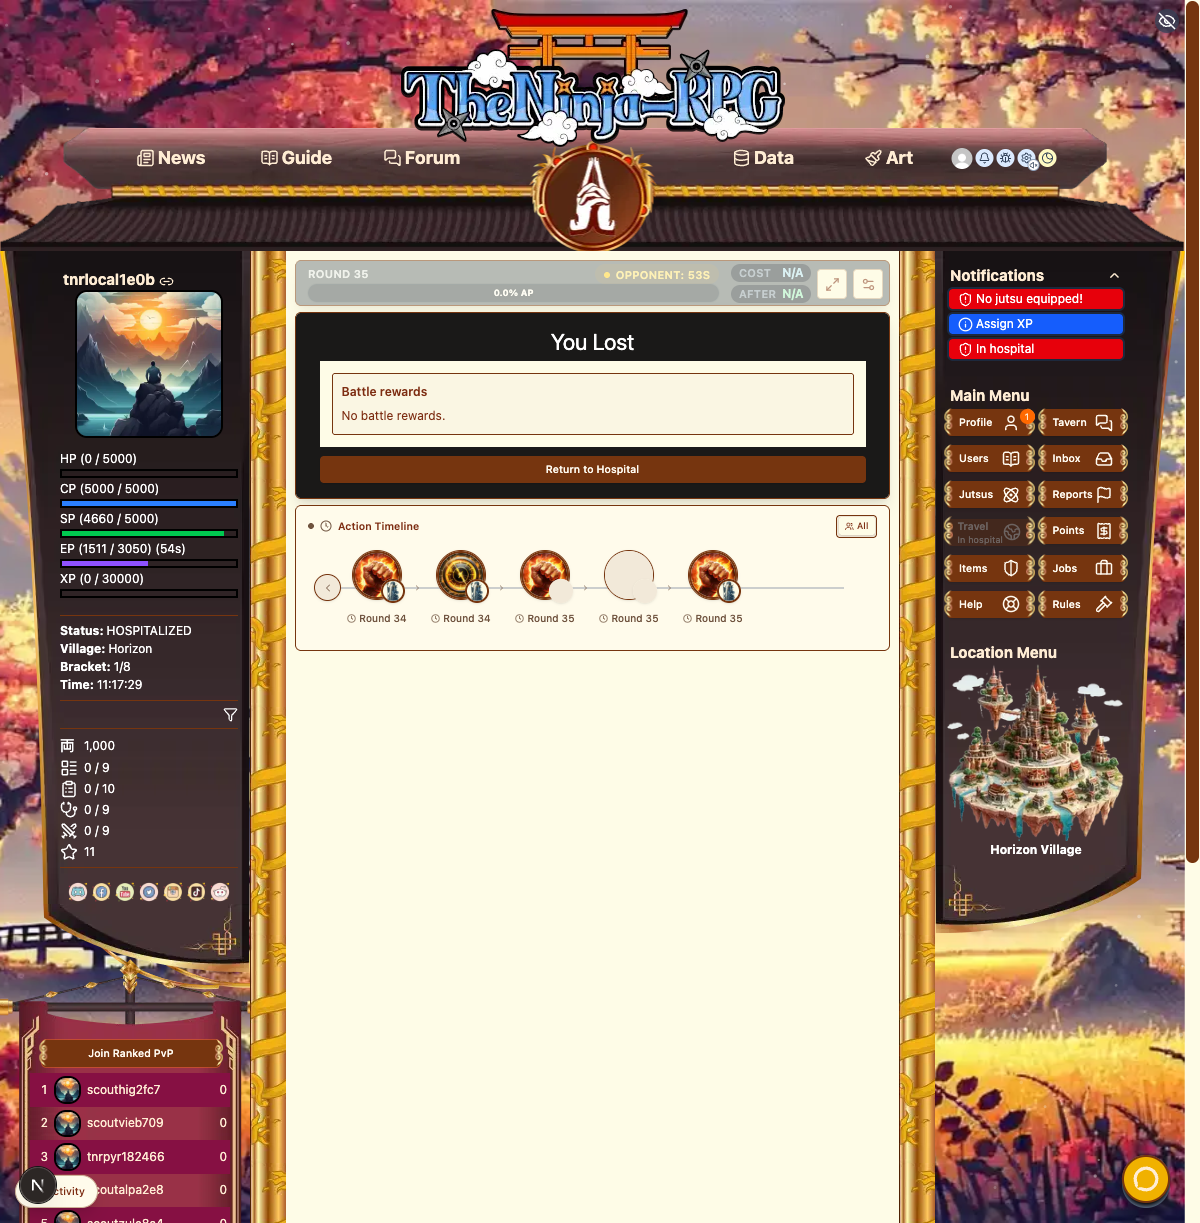 TheNinja-RPG
News
Guide
Forum
Data
Art
tnrlocal1e0b
HP (0 / 5000)
CP (5000 / 5000)
SP (4660 / 5000)
EP (1511 / 3050) (54s)
XP (0 / 30000)
Status: HOSPITALIZED
Village: Horizon
Bracket: 1/8
Time: 11:17:29
両 1,000
0 / 9
0 / 10
0 / 9
0 / 9
11
Join Ranked PvP
1 scouthig2fc7 0
2 scoutvieb709 0
3 tnrpyr182466 0
coutalpa2e8 0
N
ctivity
ROUND 35
OPPONENT: 53S
0.0% AP
COST N/A
AFTER N/A
You Lost
Battle rewards
No battle rewards.
Return to Hospital
Action Timeline
All
Round 34
Round 34
Round 35
Round 35
Round 35
Notifications
No jutsu equipped!
Assign XP
In hospital
Main Menu
Profile 1
Tavern
Users
Inbox
Jutsus
Reports
Travel
In hospital
Points
Items
Jobs
Help
Rules
Location Menu
Horizon Village